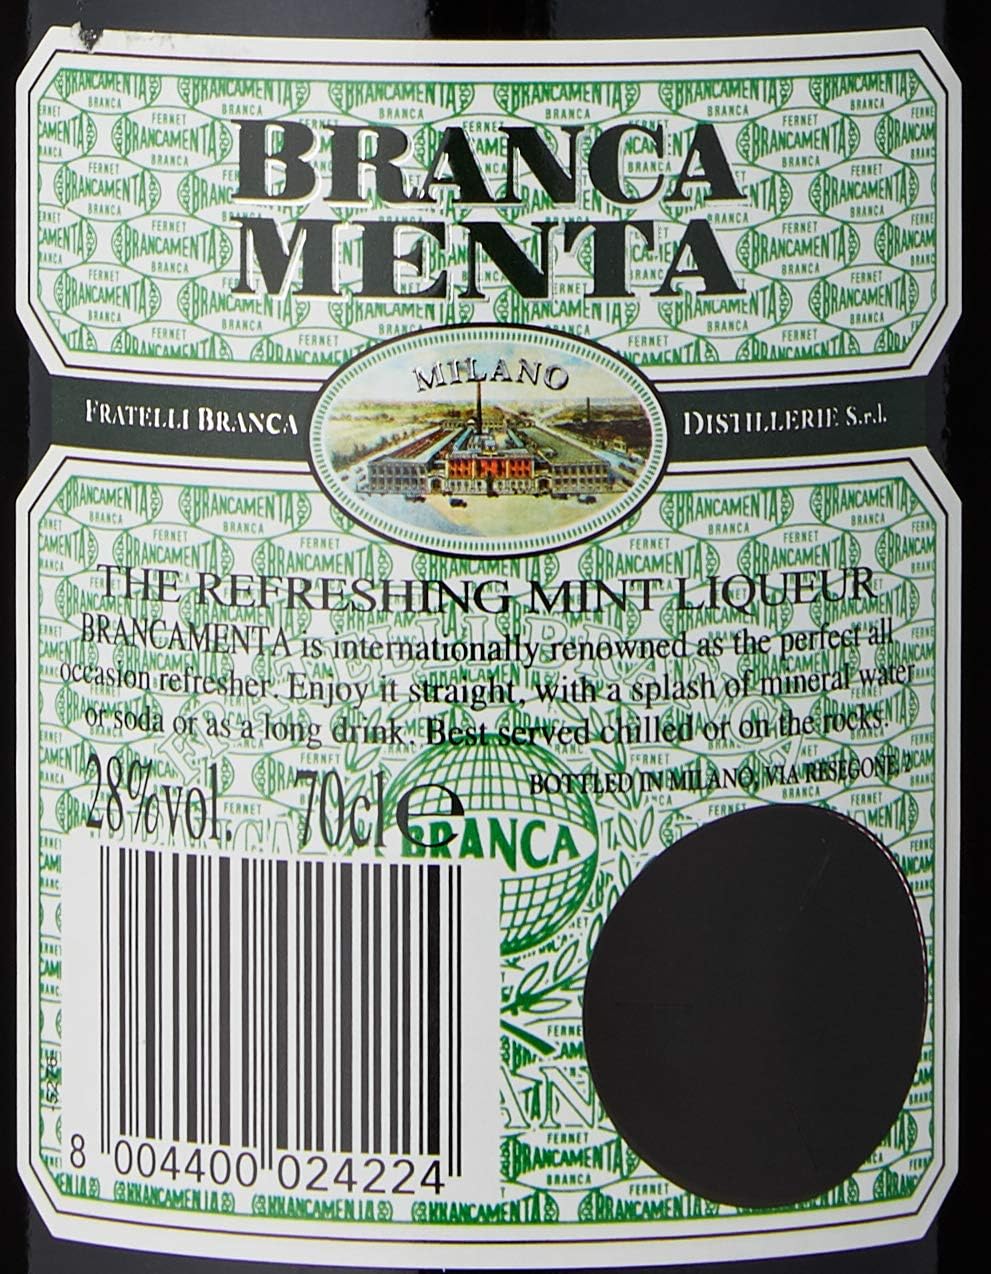 BRANCA
MENTA
MILANO
FRATELLI BRANCA DISTILLERIE S.r.l.
THE REFRESHING MINT LIQUEUR
BRANCAMENTA is internationally renowned as the perfect all
occasion refresher. Enjoy it straight, with a splash of mineral water
or soda or as a long drink. Best served chilled or on the rocks.
BOTTLED IN MILANO, VIA RESEGONE, 2
28%vol. 70cl e
BRANCA
8 004400 024224